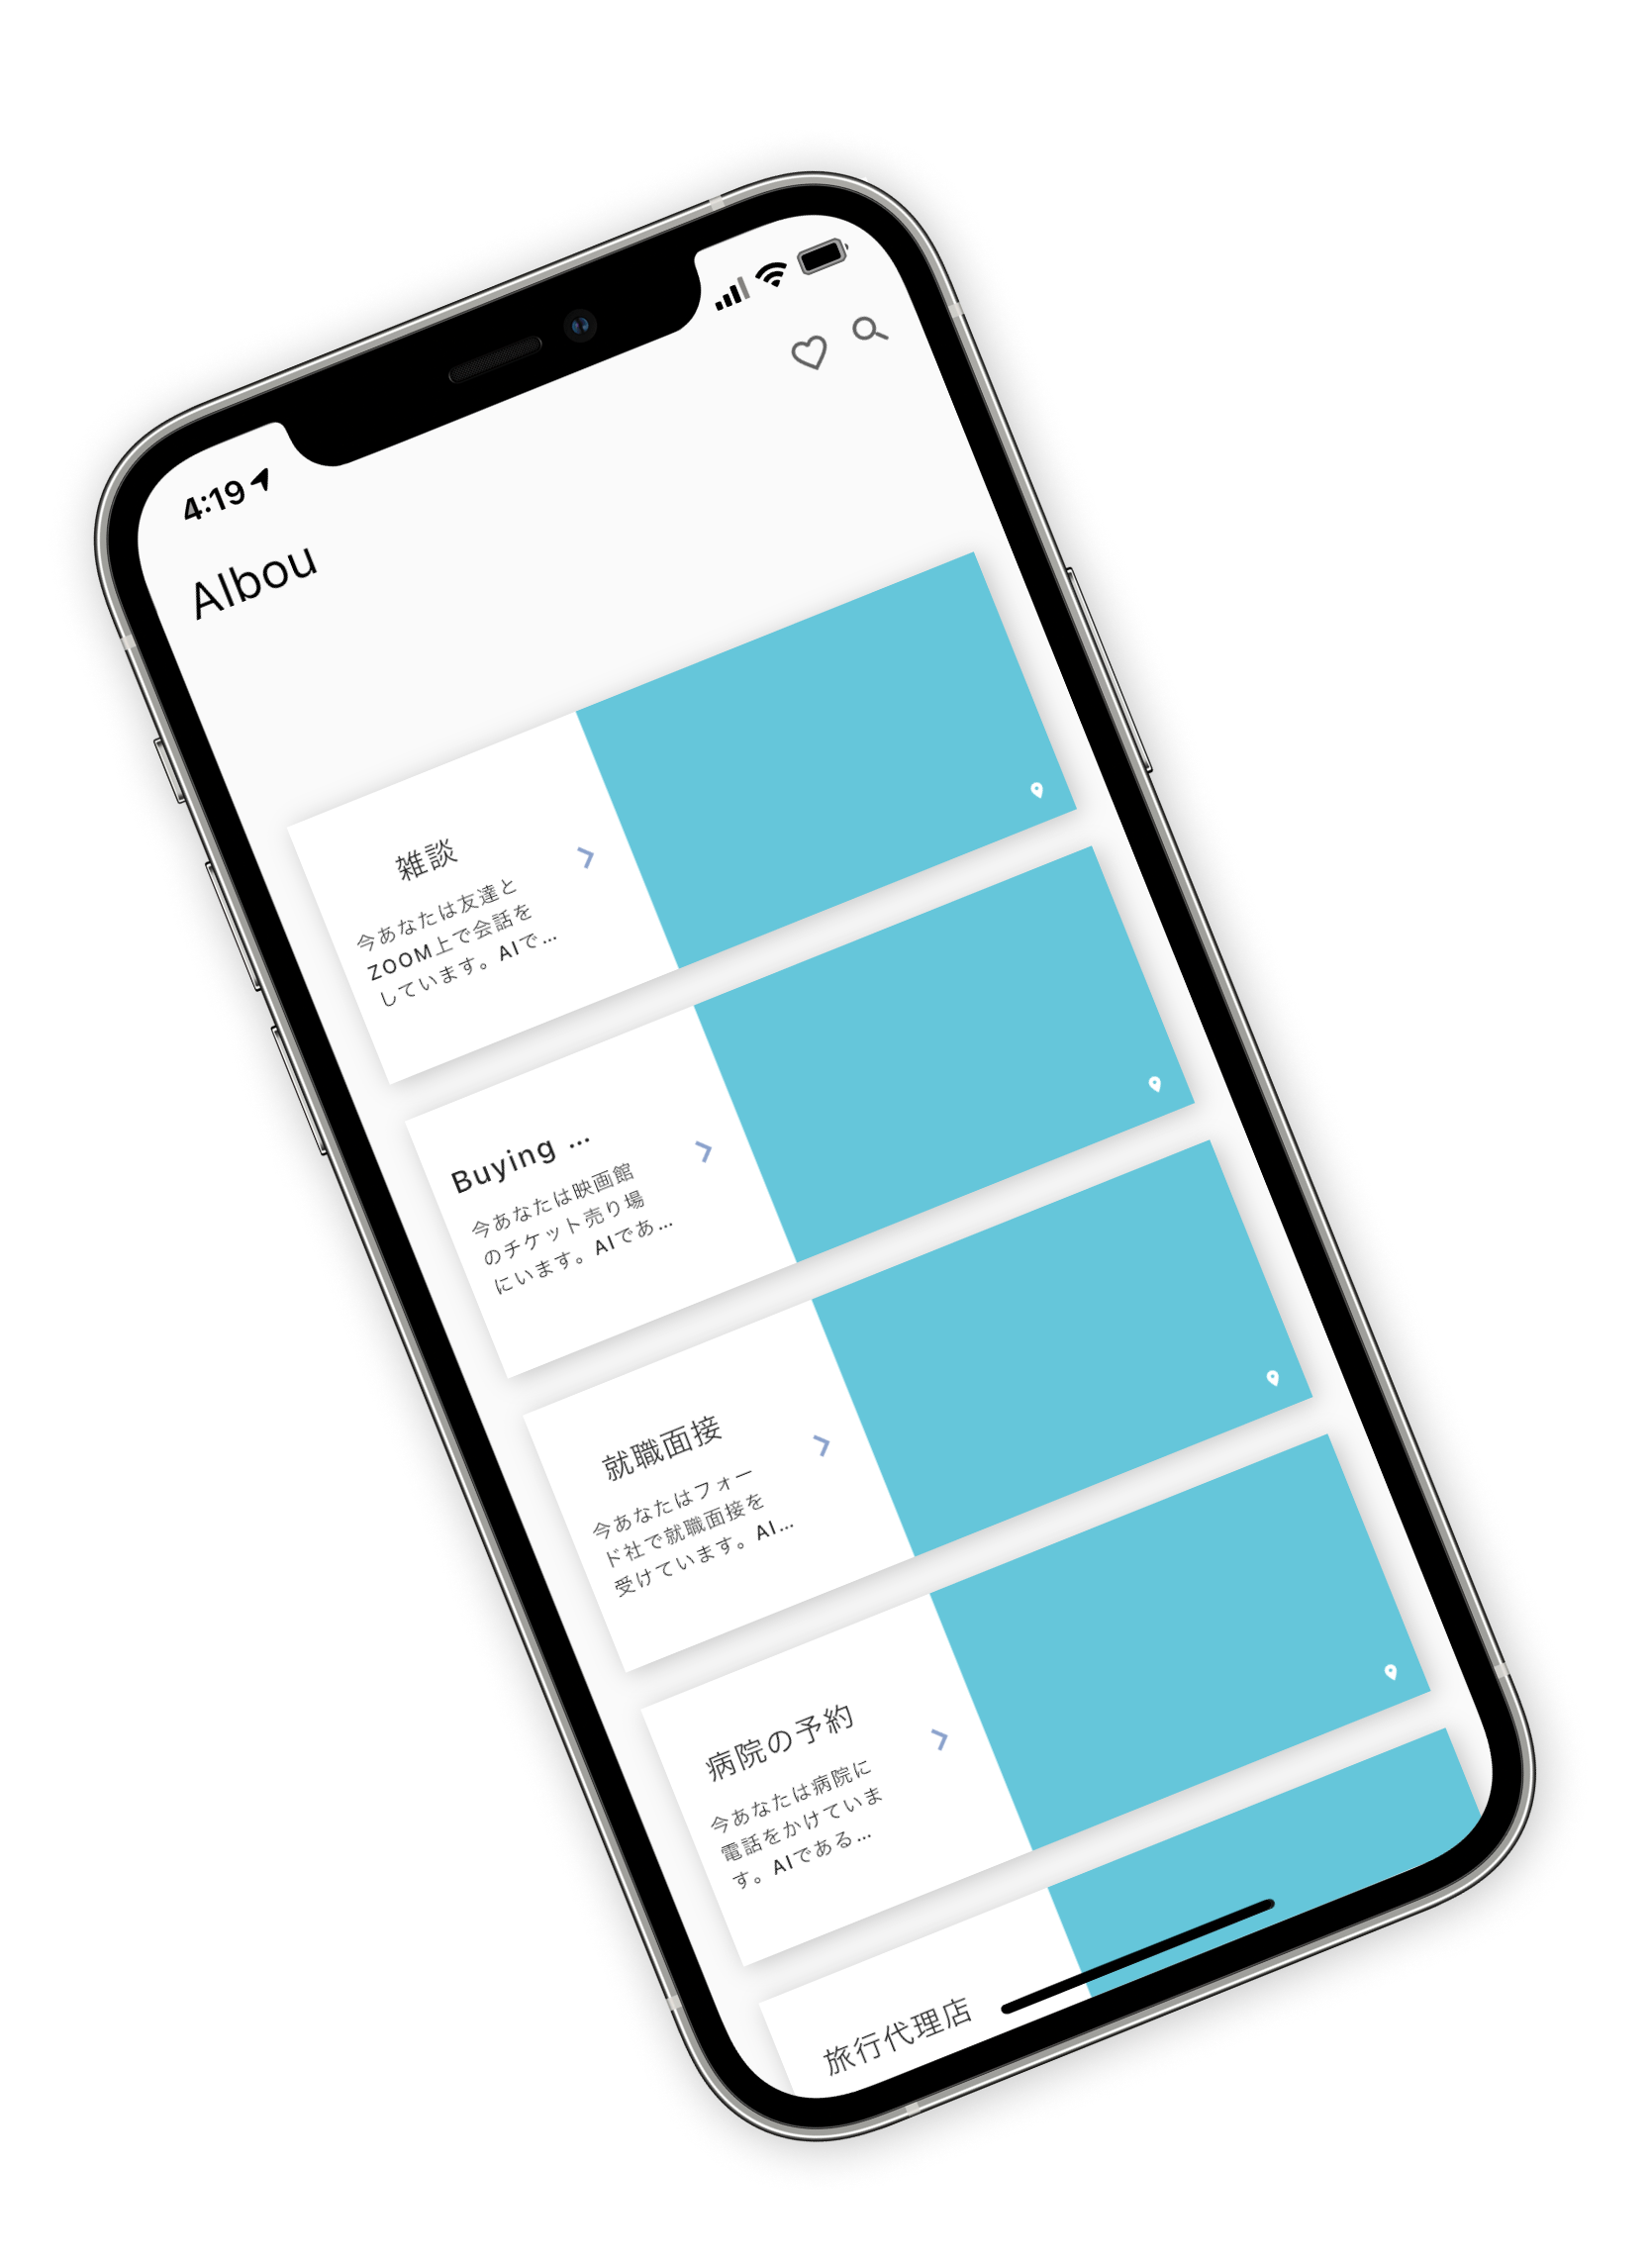 4:19
AIbou
雑談
今あなたは友達と
ZOOM上で会話を
しています。AIで…
Buying …
今あなたは映画館
のチケット売り場
にいます。AIであ…
就職面接
今あなたはフォー
ド社で就職面接を
受けています。AI…
病院の予約
今あなたは病院に
電話をかけていま
す。AIである…
旅行代理店